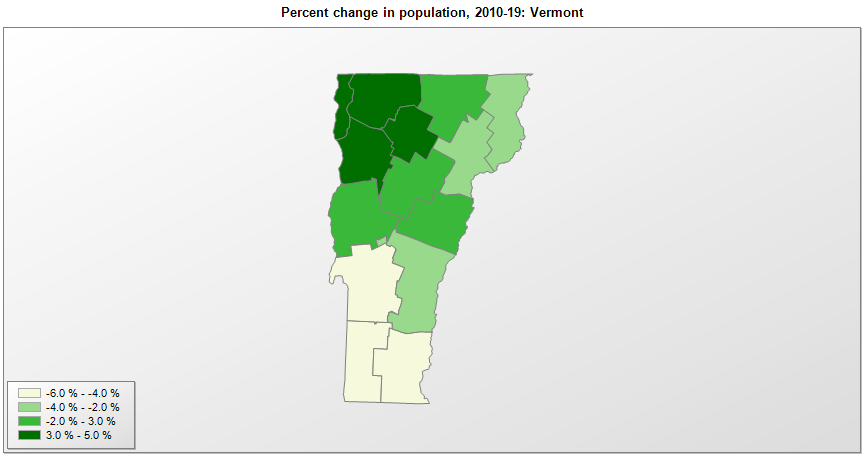 Percent change in population, 2010-19: Vermont
-6.0 % - -4.0 %
-4.0 % - -2.0 %
-2.0 % - 3.0 %
3.0 % - 5.0 %